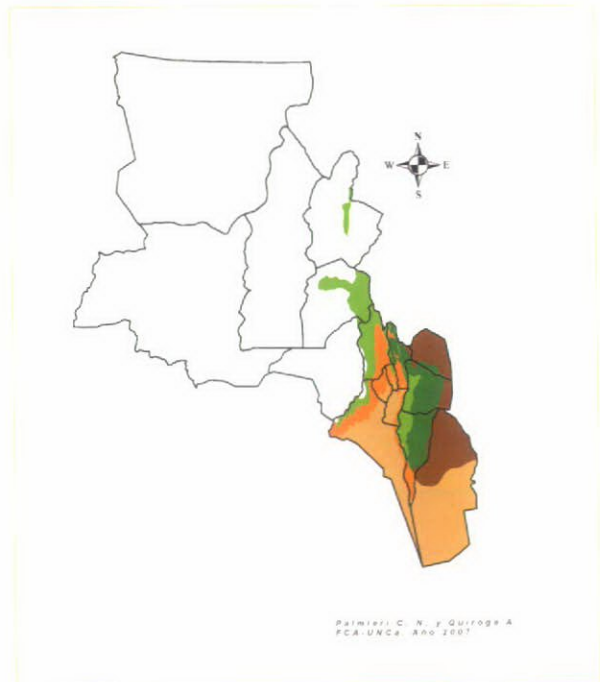 N
W E
S
Palmieri C. N. y Quiroga A
FCA-UNCa. Año 2007